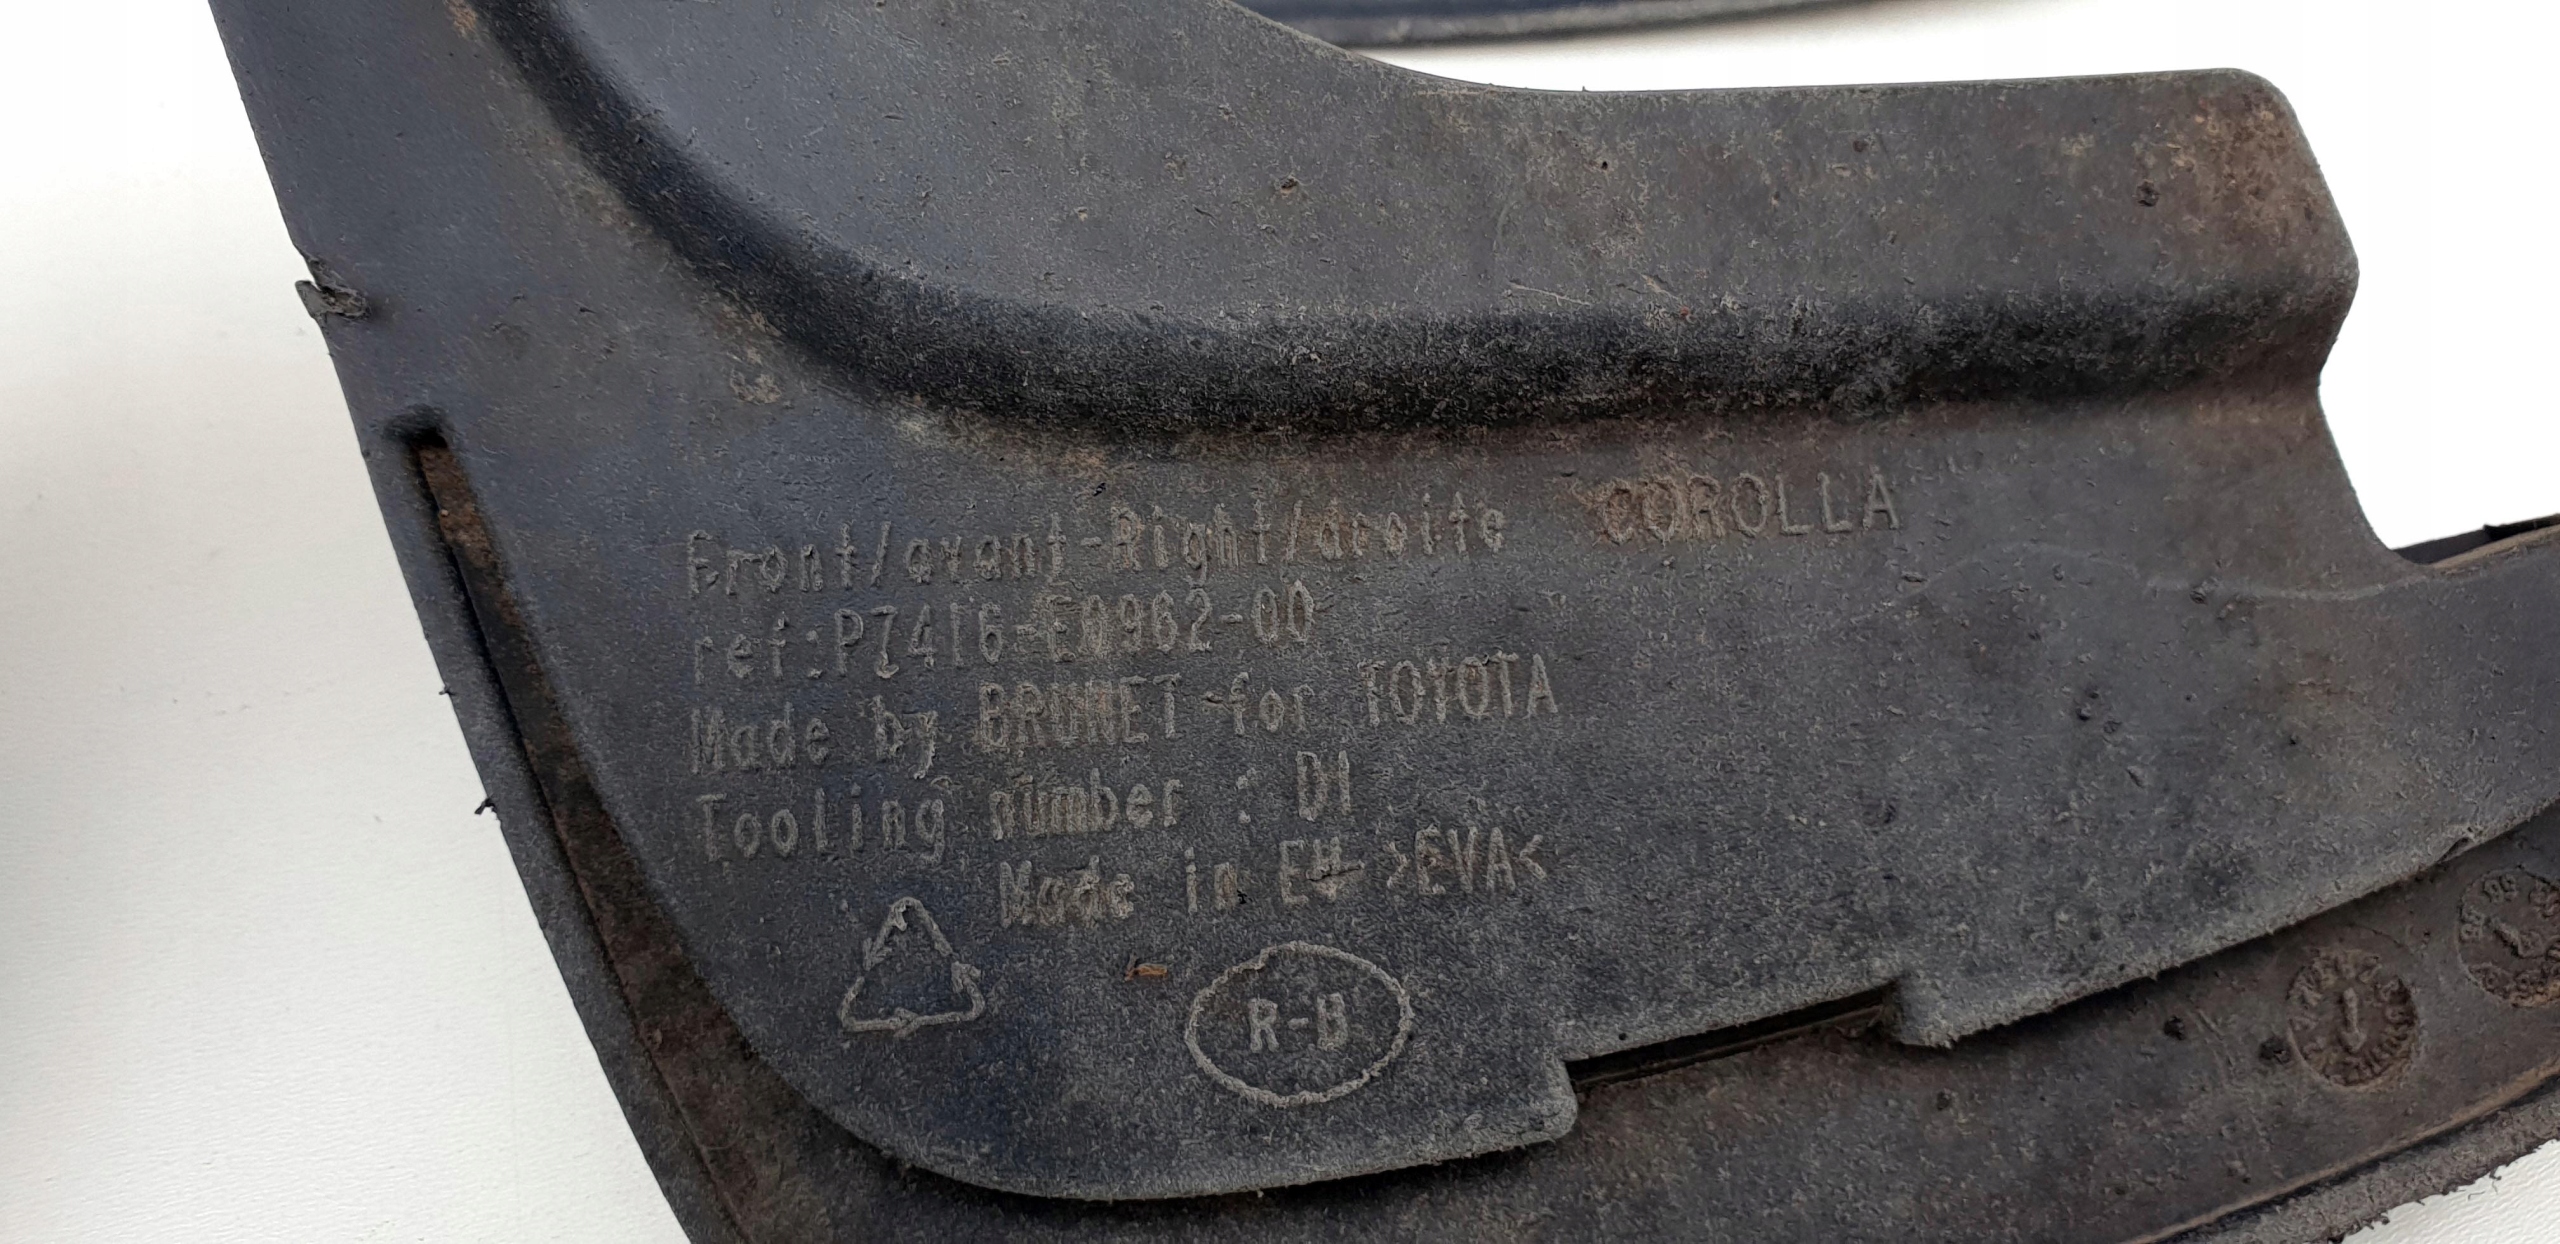 Front/avant-Right/droite COROLLA
ref:PZ416-E0962-00
Made by BRUNET for TOYOTA
Tooling number : D1
Made in EU >EVA<
R-B